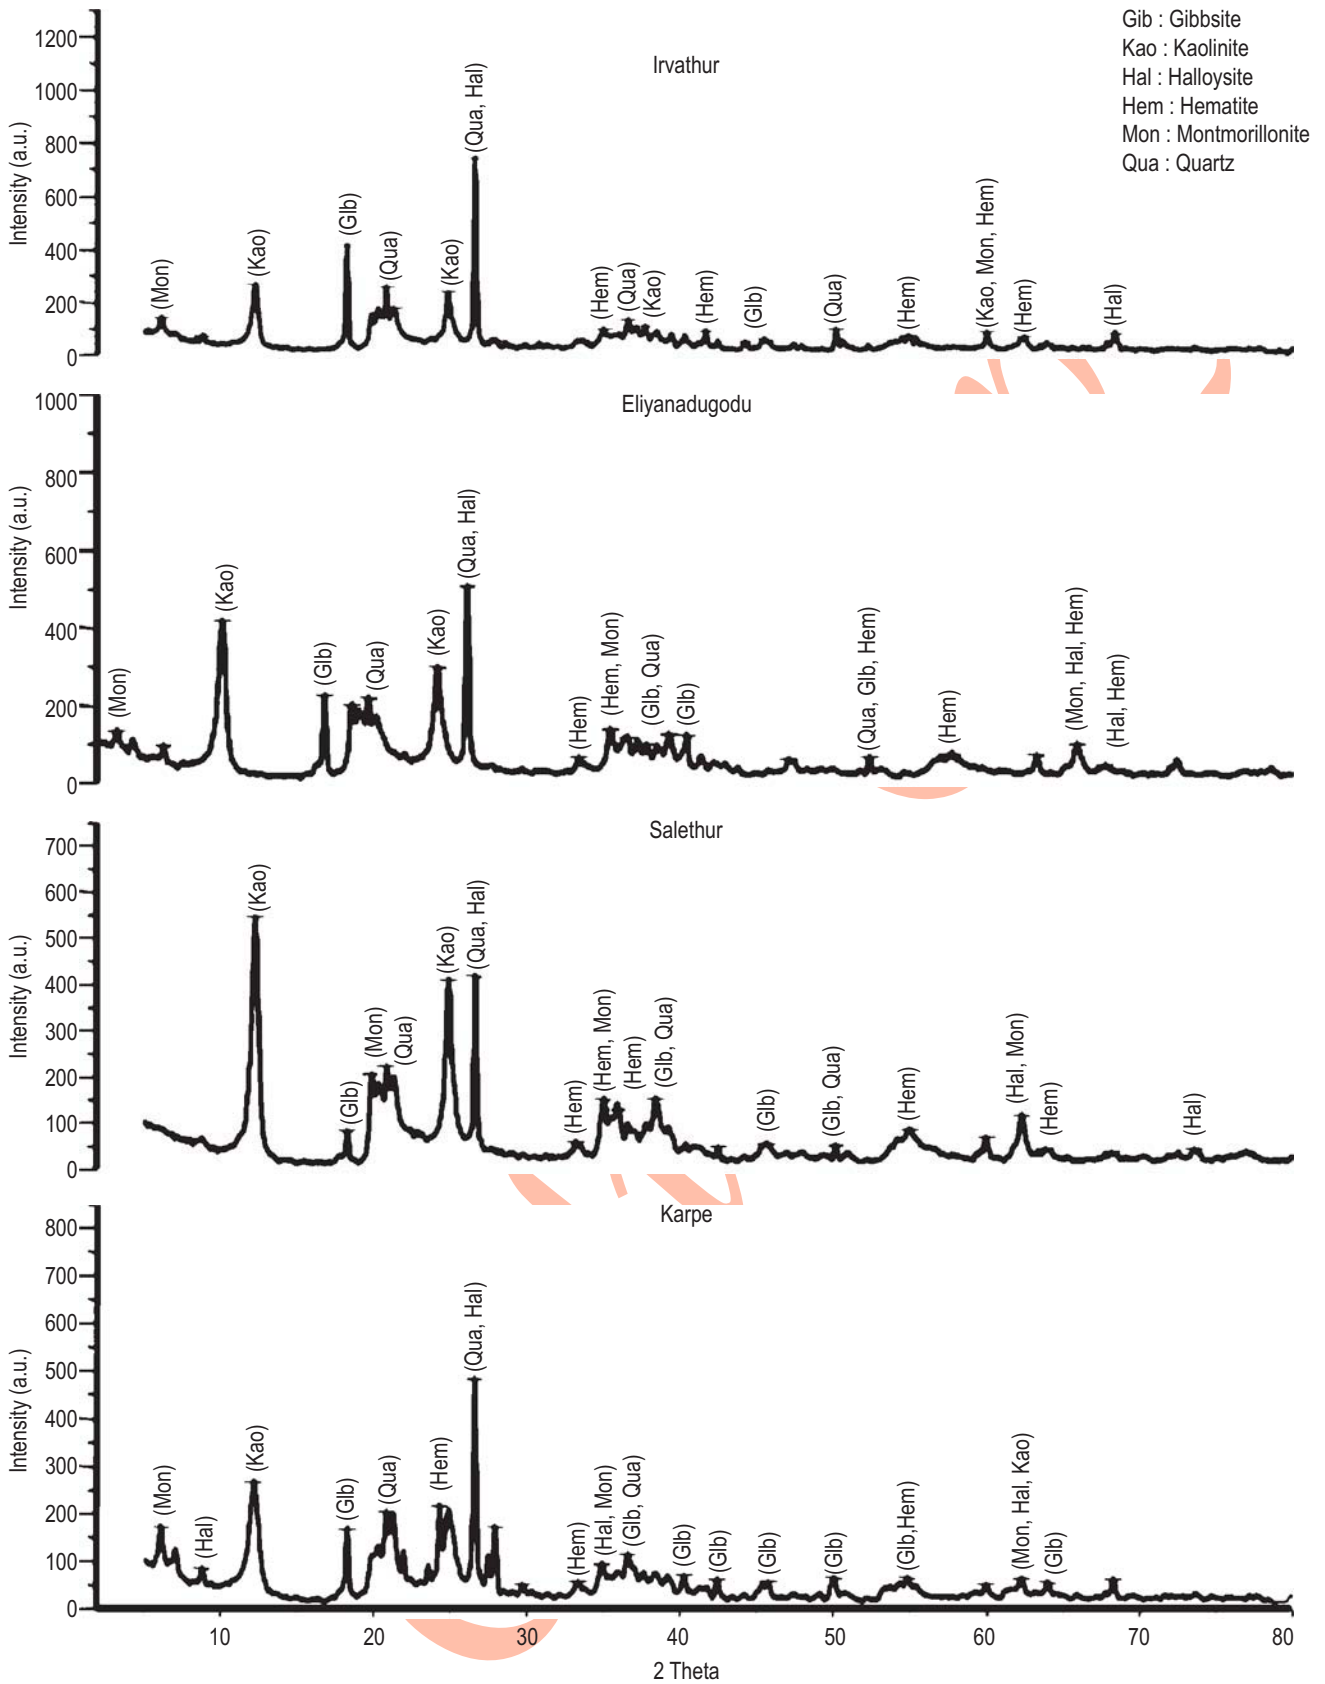 Gib : Gibbsite
Kao : Kaolinite
Hal : Halloysite
Hem : Hematite
Mon : Montmorillonite
Qua : Quartz
Irvathur
Intensity (a.u.)
1200
1000
800
600
400
200
0
(Mon)
(Kao)
(Glb)
(Qua)
(Kao)
(Qua, Hal)
(Hem)
(Qua)
(Kao)
(Hem)
(Glb)
(Qua)
(Hem)
(Kao, Mon, Hem)
(Hem)
(Hal)
Eliyanadugodu
Intensity (a.u.)
1000
800
600
400
200
0
(Mon)
(Kao)
(Glb)
(Qua)
(Kao)
(Qua, Hal)
(Hem)
(Hem, Mon)
(Glb, Qua)
(Glb)
(Qua, Glb, Hem)
(Hem)
(Mon, Hal, Hem)
(Hal, Hem)
Salethur
Intensity (a.u.)
700
600
500
400
300
200
100
0
(Kao)
(Glb)
(Mon)
(Qua)
(Kao)
(Qua, Hal)
(Hem)
(Hem, Mon)
(Hem)
(Glb, Qua)
(Glb)
(Glb, Qua)
(Hem)
(Hal, Mon)
(Hem)
(Hal)
Karpe
Intensity (a.u.)
800
700
600
500
400
300
200
100
0
(Mon)
(Hal)
(Kao)
(Glb)
(Qua)
(Hem)
(Qua, Hal)
(Hem)
(Hal, Mon)
(Glb, Qua)
(Glb)
(Glb)
(Glb)
(Glb)
(Glb,Hem)
(Mon, Hal, Kao)
(Glb)
10 20 30 40 50 60 70 80
2 Theta